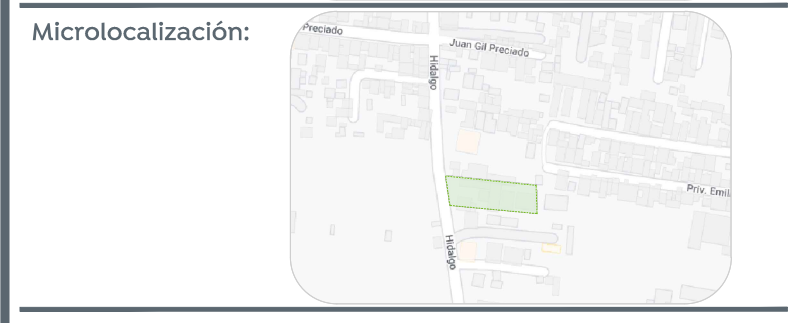 Microlocalización:
Preciado
Juan Gil Preciado
Hidalgo
Priv. Emil
Hidalgo